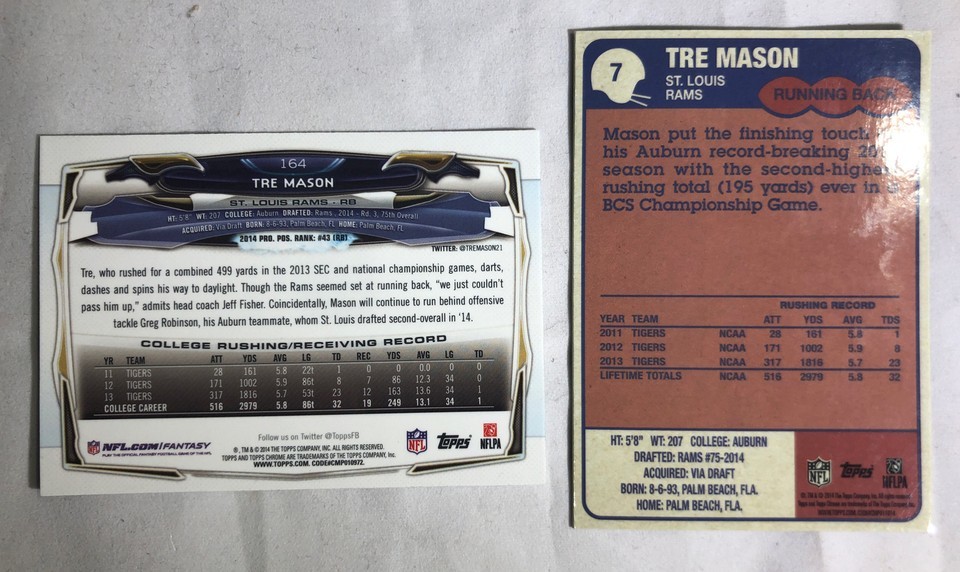 164
TRE MASON
ST. LOUIS RAMS - RB
HT: 5'8" WT: 207 COLLEGE: Auburn DRAFTED: Rams, 2014 - Rd. 3, 75th Overall
ACQUIRED: Via Draft BORN: 8-6-93, Palm Beach, FL HOME: Palm Beach, FL
2014 PRO. POS. RANK: #43 (RB)
TWITTER: @TREMASON21
Tre, who rushed for a combined 499 yards in the 2013 SEC and national championship games, darts,
dashes and spins his way to daylight. Though the Rams seemed set at running back, "we just couldn't
pass him up," admits head coach Jeff Fisher. Coincidentally, Mason will continue to run behind offensive
tackle Greg Robinson, his Auburn teammate, whom St. Louis drafted second-overall in '14.
COLLEGE RUSHING/RECEIVING RECORD
YR TEAM ATT YDS AVG LG TD REC YDS AVG LG TD
11 TIGERS 28 161 5.8 22t 1 0 0 0.0 0 0
12 TIGERS 171 1002 5.9 86t 8 7 86 12.3 34 0
13 TIGERS 317 1816 5.7 53t 23 12 163 13.6 34 1
COLLEGE CAREER 516 2979 5.8 86t 32 19 249 13.1 34 1
Follow us on Twitter @ToppsFB
NFL.COM/FANTASY
PLAY THE OFFICIAL FANTASY FOOTBALL GAME OF THE NFL
®, TM & © 2014 THE TOPPS COMPANY, INC. ALL RIGHTS RESERVED.
TOPPS AND TOPPS CHROME ARE TRADEMARKS OF THE TOPPS COMPANY, INC.
WWW.TOPPS.COM. CODE#CMP010972.
NFL
topps
NFLPA
7
TRE MASON
ST. LOUIS
RAMS
RUNNING BACK
Mason put the finishing touch
his Auburn record-breaking
season with the second-highest
rushing total (195 yards) ever in a
BCS Championship Game.
RUSHING RECORD
YEAR TEAM ATT YDS AVG TDS
2011 TIGERS NCAA 28 161 5.8 1
2012 TIGERS NCAA 171 1002 5.9 8
2013 TIGERS NCAA 317 1816 5.7 23
LIFETIME TOTALS NCAA 516 2979 5.8 32
HT: 5'8" WT: 207 COLLEGE: AUBURN
DRAFTED: RAMS #75-2014
ACQUIRED: VIA DRAFT
BORN: 8-6-93, PALM BEACH, FLA.
HOME: PALM BEACH, FLA.
NFL
topps
NFLPA